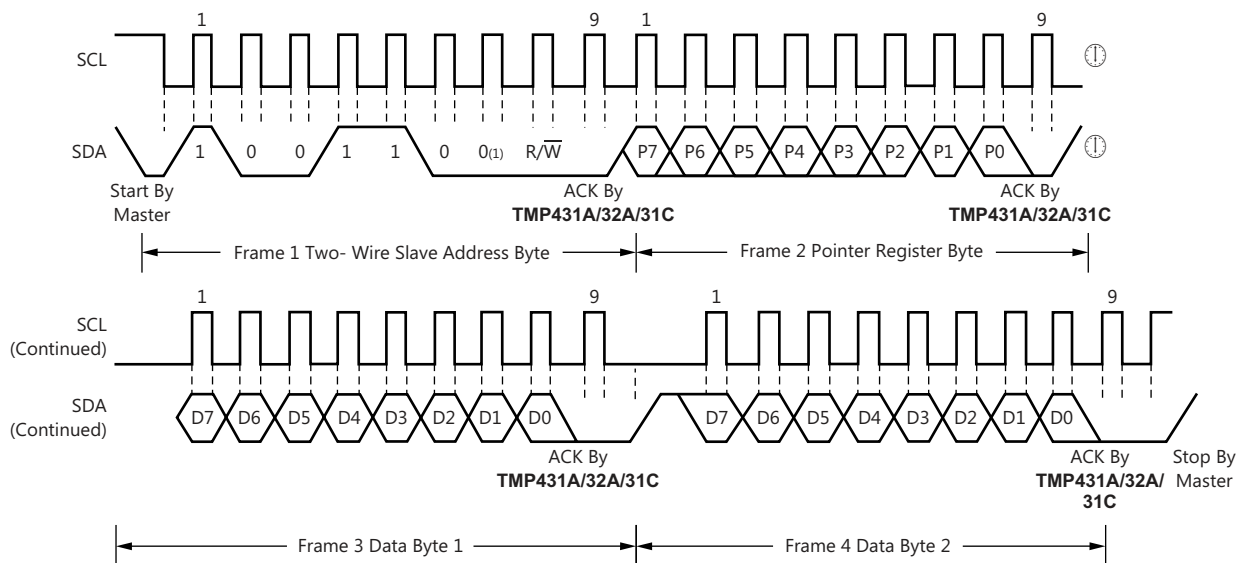 1 9 1 9
SCL
SDA
1 0 0 1 1 0 0(1) R/W P7 P6 P5 P4 P3 P2 P1 P0
Start By
Master
ACK By
TMP431A/32A/31C
ACK By
TMP431A/32A/31C
Frame 1 Two- Wire Slave Address Byte
Frame 2 Pointer Register Byte
1 9 1 9
SCL
(Continued)
SDA
(Continued)
D7 D6 D5 D4 D3 D2 D1 D0 D7 D6 D5 D4 D3 D2 D1 D0
ACK By
TMP431A/32A/31C
ACK By
TMP431A/32A/
31C
Stop By
Master
Frame 3 Data Byte 1
Frame 4 Data Byte 2